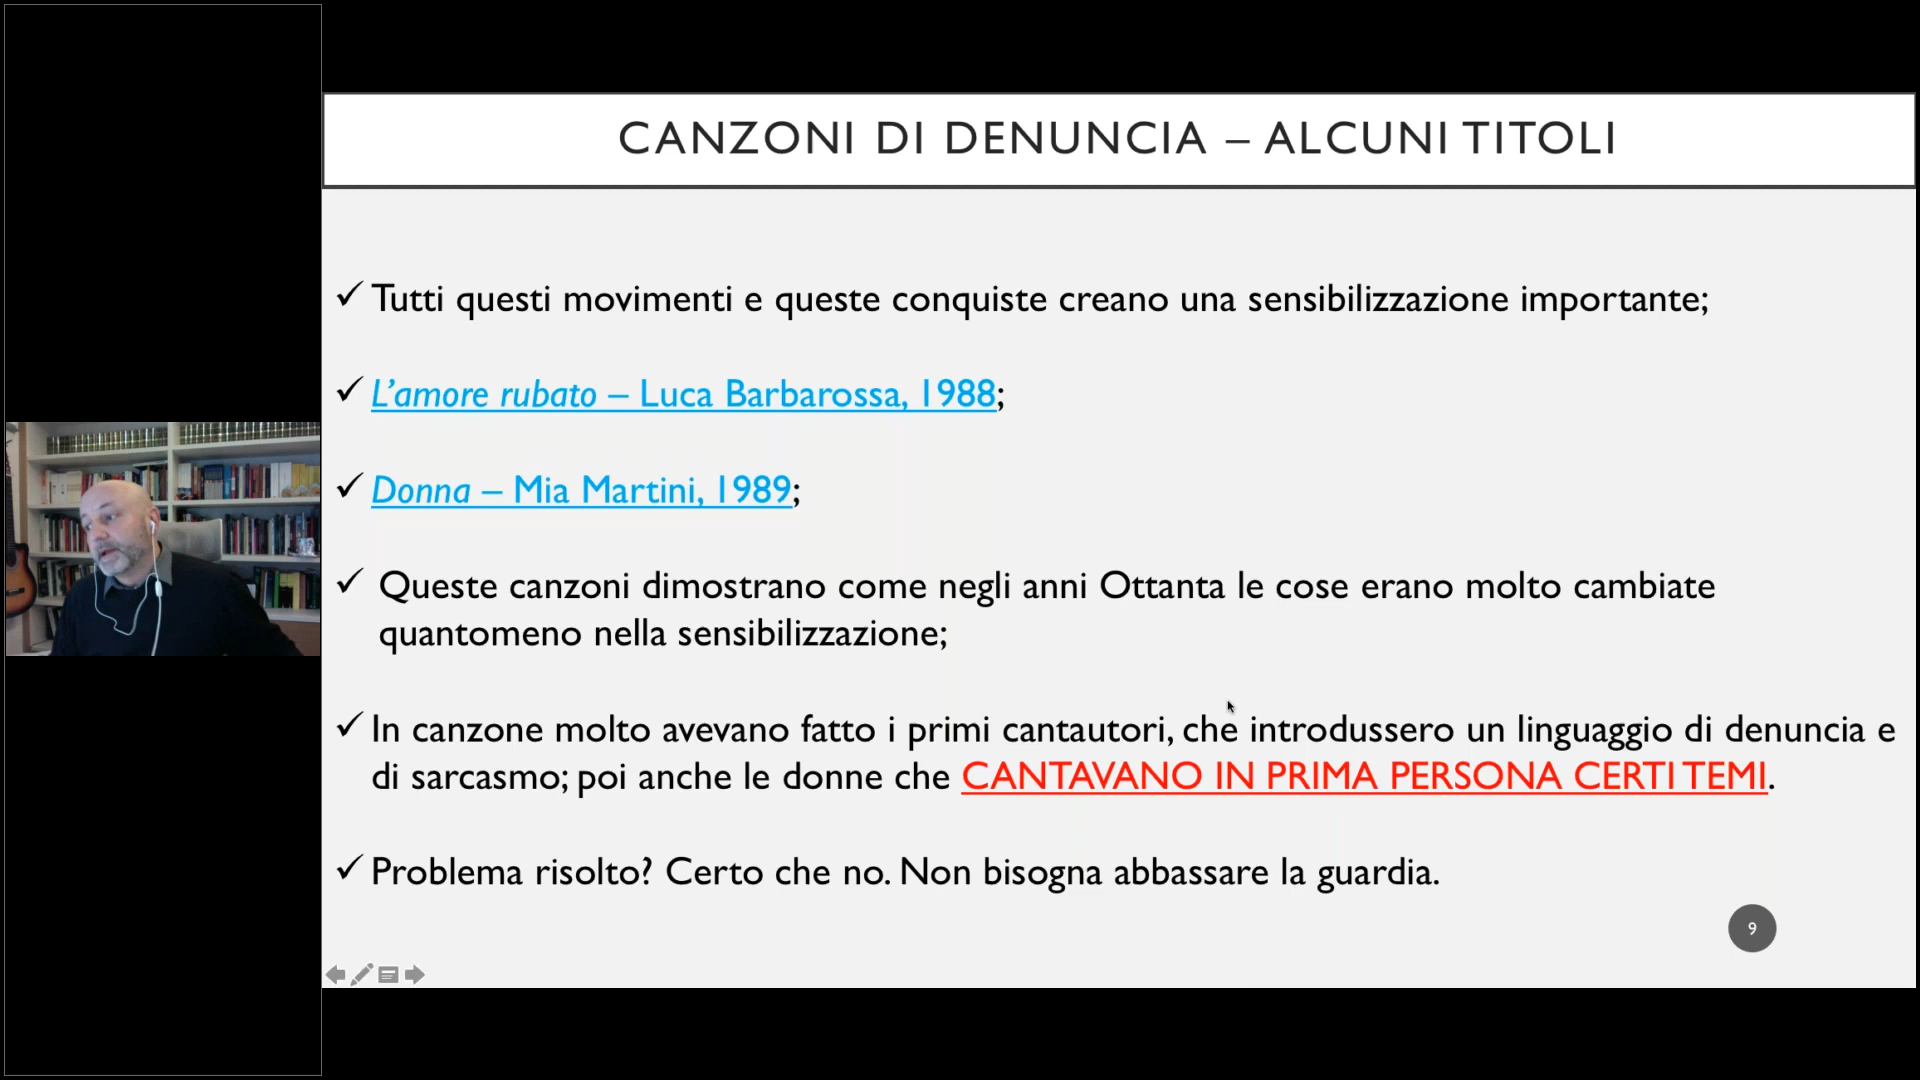 CANZONI DI DENUNCIA – ALCUNI TITOLI
✓ Tutti questi movimenti e queste conquiste creano una sensibilizzazione importante;
✓ L’amore rubato – Luca Barbarossa, 1988;
✓ Donna – Mia Martini, 1989;
✓ Queste canzoni dimostrano come negli anni Ottanta le cose erano molto cambiate
quantomeno nella sensibilizzazione;
✓ In canzone molto avevano fatto i primi cantautori, che introdussero un linguaggio di denuncia e
di sarcasmo; poi anche le donne che CANTAVANO IN PRIMA PERSONA CERTI TEMI.
✓ Problema risolto? Certo che no. Non bisogna abbassare la guardia.
9